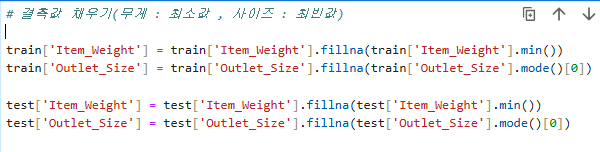 # 결측값 채우기(무게 : 최소값 , 사이즈 : 최빈값)
train['Item_Weight'] = train['Item_Weight'].fillna(train['Item_Weight'].min())
train['Outlet_Size'] = train['Outlet_Size'].fillna(train['Outlet_Size'].mode()[0])
test['Item_Weight'] = test['Item_Weight'].fillna(test['Item_Weight'].min())
test['Outlet_Size'] = test['Outlet_Size'].fillna(test['Outlet_Size'].mode()[0])